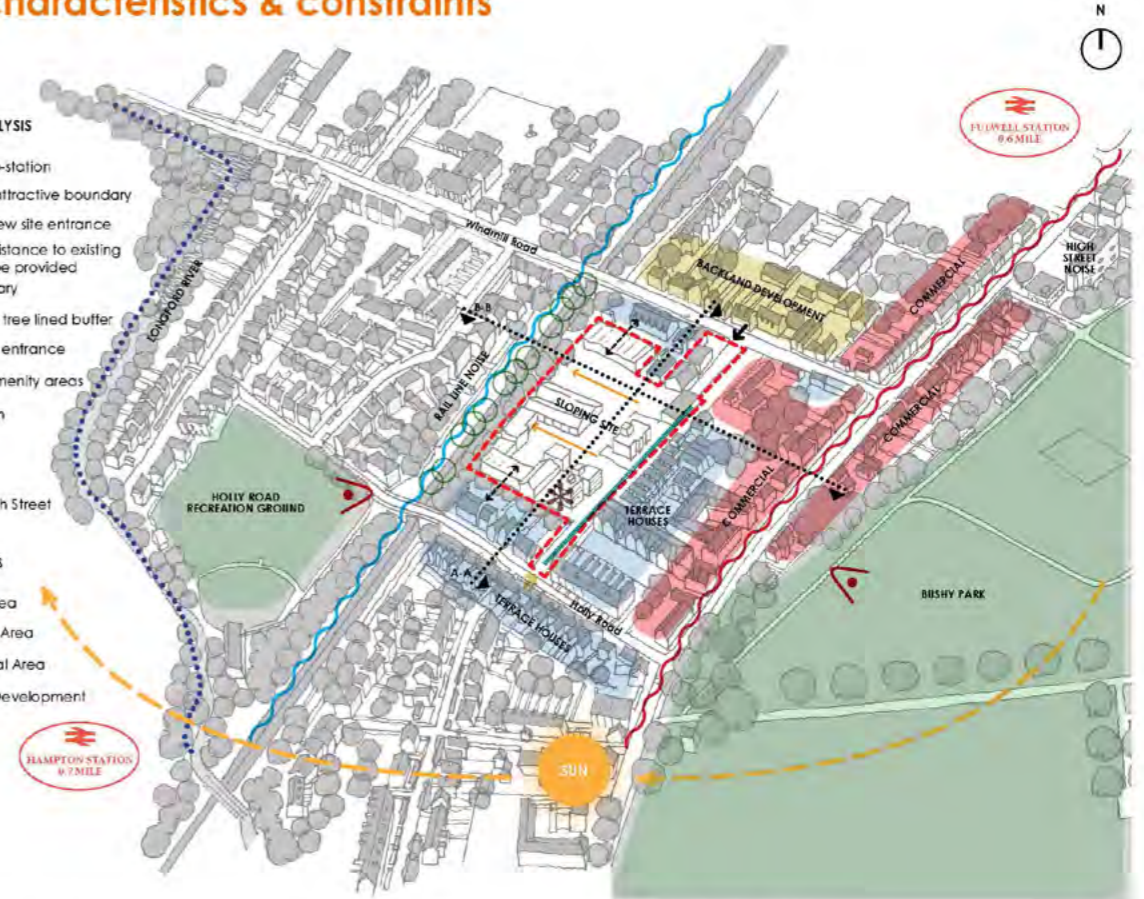 characteristics & constraints
N
LYSIS
-station
attractive boundary
ew site entrance
istance to existing
e provided
ary
tree lined buffer
entrance
menity areas
n
h Street
s
ea
Area
al Area
Development
FULWELL STATION
0.6 MILE
HIGH
STREET
NOISE
Windmill Road
BACKLAND DEVELOPMENT
COMMERCIAL
LONGFORD RIVER
B-B
RAIL LINE NOISE
SLOPING SITE
COMMERCIAL
HOLLY ROAD
RECREATION GROUND
TERRACE
HOUSES
COMMERCIAL
A-A
TERRACE HOUSES
Holly Road
BUSHY PARK
HAMPTON STATION
0.7 MILE
SUN